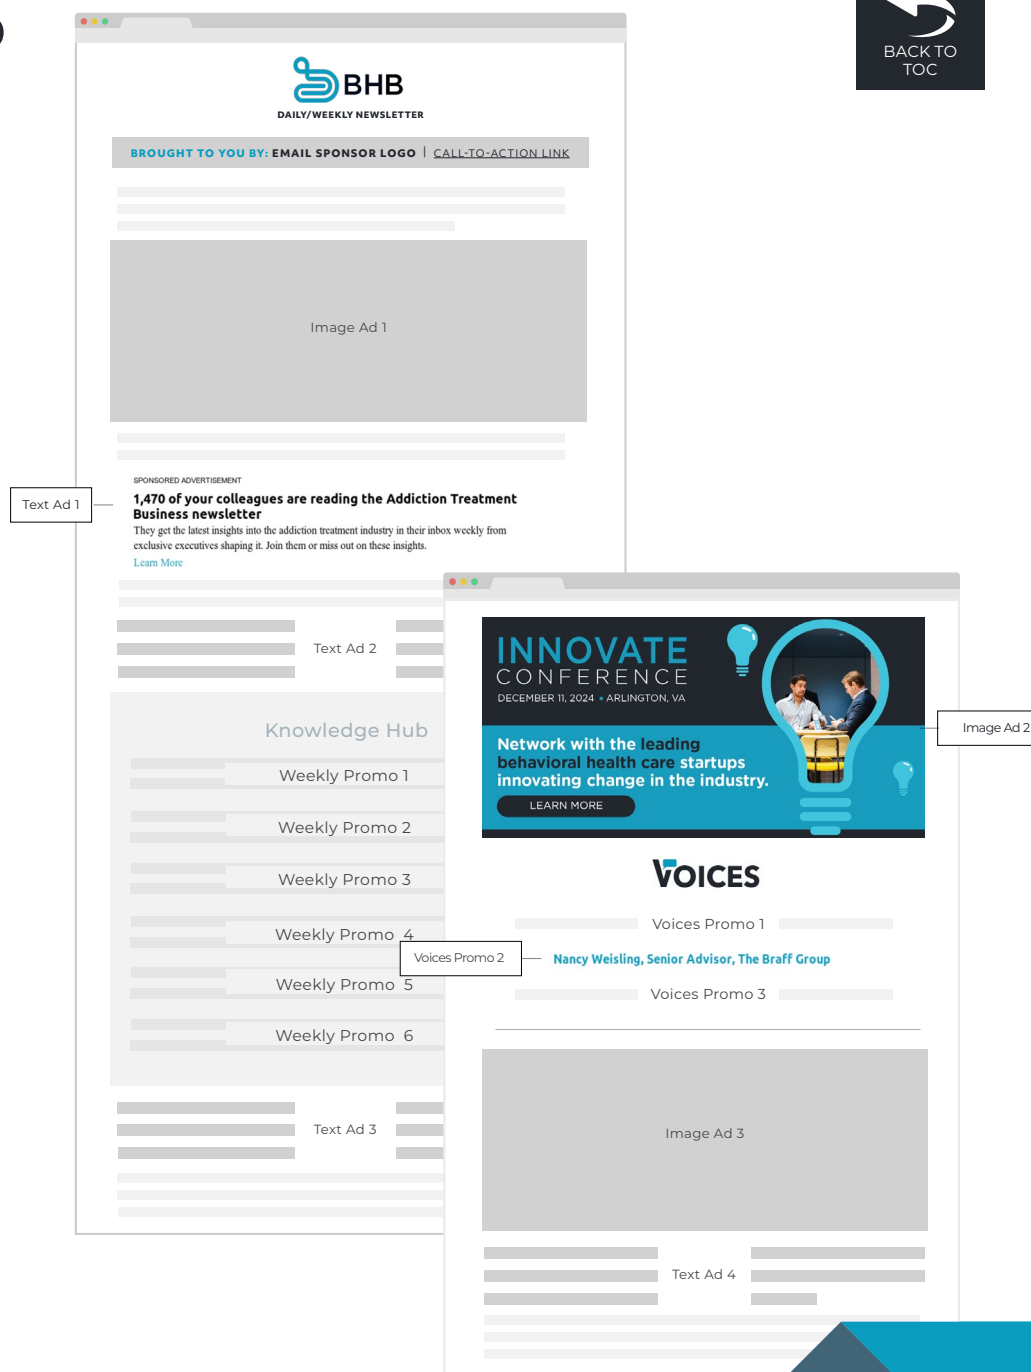 BACK TO
TOC
BHB
DAILY/WEEKLY NEWSLETTER
BROUGHT TO YOU BY: EMAIL SPONSOR LOGO | CALL-TO-ACTION LINK
Image Ad 1
Text Ad 1
SPONSORED ADVERTISEMENT
1,470 of your colleagues are reading the Addiction Treatment
Business newsletter
They get the latest insights into the addiction treatment industry in their inbox weekly from
exclusive executives shaping it. Join them or miss out on these insights.
Learn More
Text Ad 2
Knowledge Hub
Weekly Promo 1
Weekly Promo 2
Weekly Promo 3
Weekly Promo 4
Weekly Promo 5
Weekly Promo 6
Text Ad 3
INNOVATE
CONFERENCE
DECEMBER 11, 2024 • ARLINGTON, VA
Network with the leading
behavioral health care startups
innovating change in the industry.
LEARN MORE
Image Ad 2
VOICES
Voices Promo 1
Voices Promo 2
Nancy Weisling, Senior Advisor, The Braff Group
Voices Promo 3
Image Ad 3
Text Ad 4